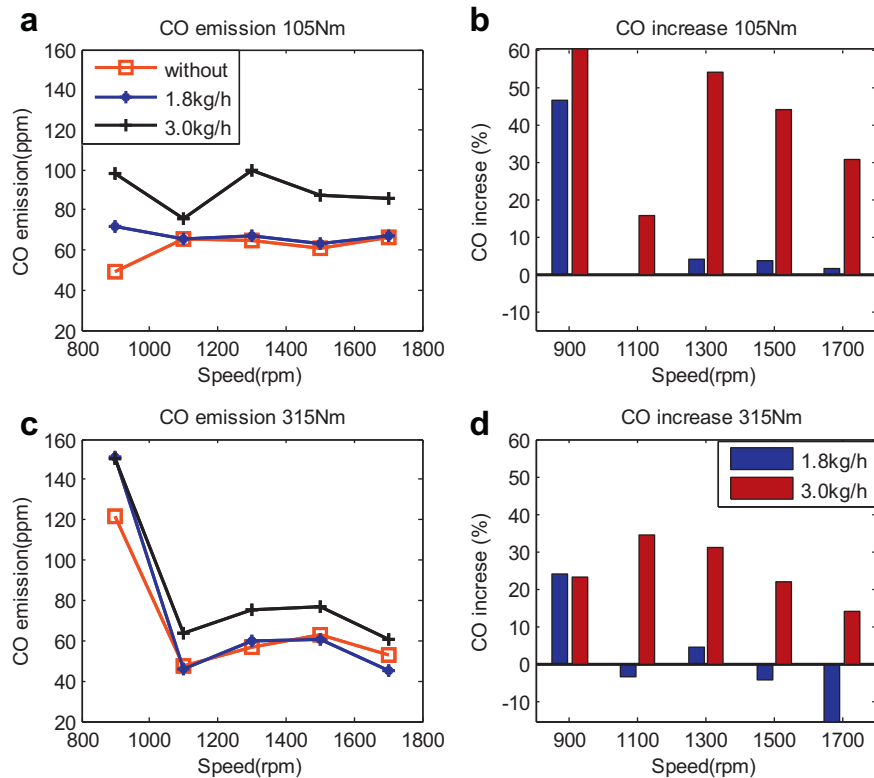 a
CO emission 105Nm
160
140
120
100
80
60
40
20
800 1000 1200 1400 1600 1800
CO emission(ppm)
Speed(rpm)
without
1.8kg/h
3.0kg/h
b
CO increase 105Nm
60
50
40
30
20
10
0
-10
900 1100 1300 1500 1700
CO increse (%)
Speed(rpm)
c
CO emission 315Nm
160
140
120
100
80
60
40
20
800 1000 1200 1400 1600 1800
CO emission(ppm)
Speed(rpm)
d
CO increase 315Nm
60
50
40
30
20
10
0
-10
900 1100 1300 1500 1700
CO increse (%)
Speed(rpm)
1.8kg/h
3.0kg/h